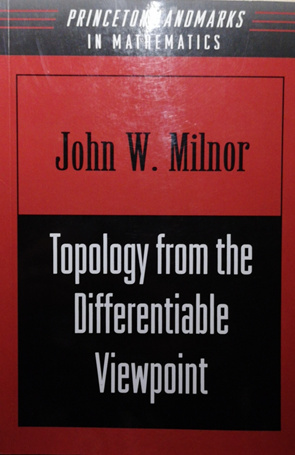 PRINCETON LANDMARKS
IN MATHEMATICS
John W. Milnor
Topology from the
Differentiable
Viewpoint